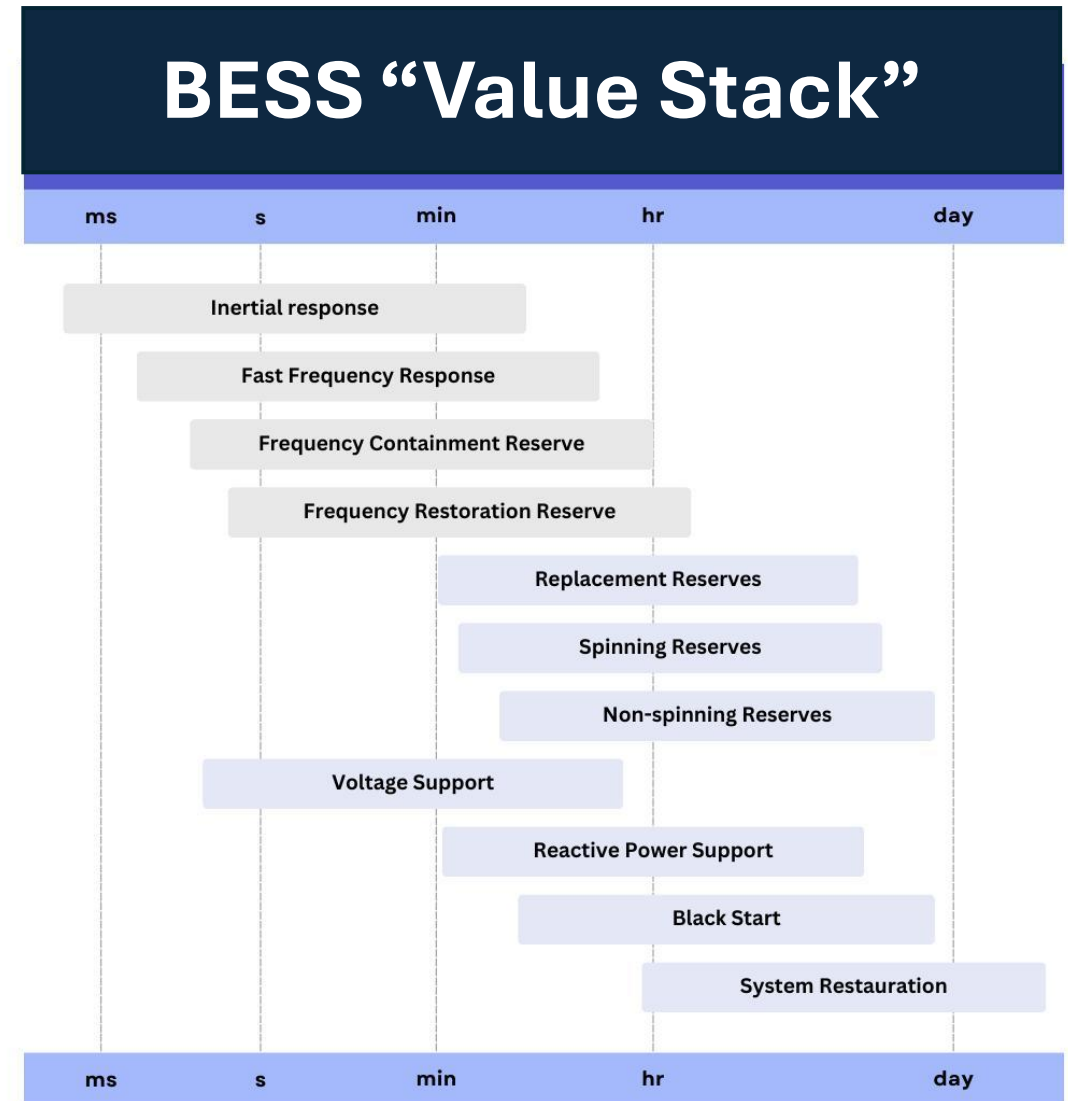 BESS “Value Stack”
ms s min hr day
Inertial response
Fast Frequency Response
Frequency Containment Reserve
Frequency Restoration Reserve
Replacement Reserves
Spinning Reserves
Non-spinning Reserves
Voltage Support
Reactive Power Support
Black Start
System Restauration
ms s min hr day